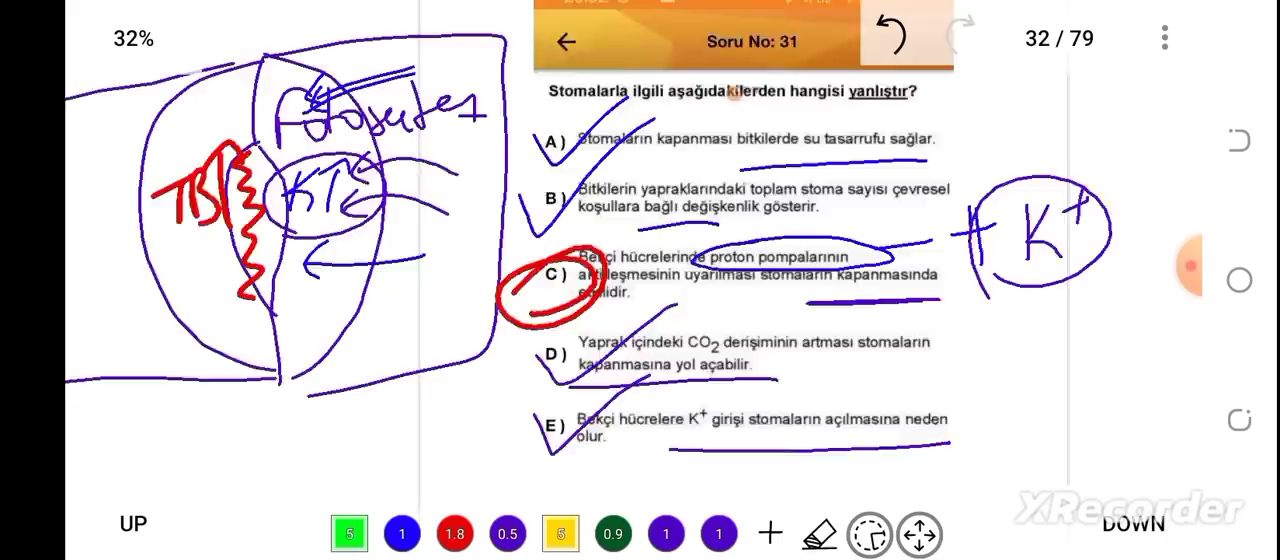 32%
Soru No: 31
32 / 79
Stomalarla ilgili aşağıdakilerden hangisi yanlıştır?
A) Stomaların kapanması bitkilerde su tasarrufu sağlar.
B) Bitkilerin yapraklarındaki toplam stoma sayısı çevresel
koşullara bağlı değişkenlik gösterir.
C) Bekçi hücrelerinde proton pompalarının
aktifleşmesinin uyarılması stomaların kapanmasında
etkilidir.
D) Yaprak içindeki CO2 derişiminin artması stomaların
kapanmasına yol açabilir.
E) Bekçi hücrelere K+ girişi stomaların açılmasına neden
olur.
K+
TB
KT
UP
5
1
1.8
0.5
5
0.9
1
1
XRecorder
DOWN